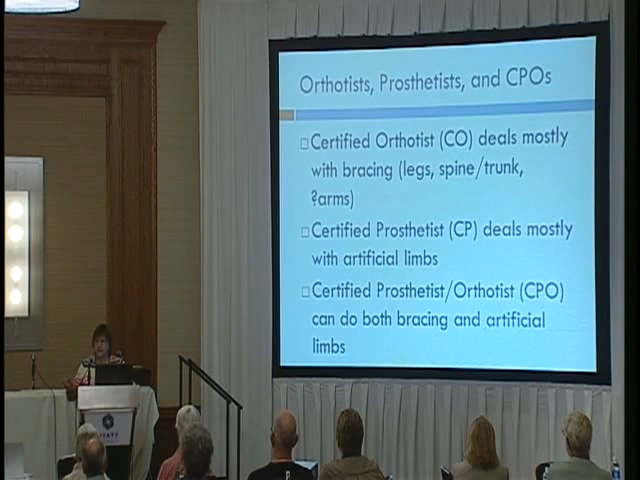 Orthotists, Prosthetists, and CPOs
Certified Orthotist (CO) deals mostly
with bracing (legs, spine/trunk,
?arms)
Certified Prosthetist (CP) deals mostly
with artificial limbs
Certified Prosthetist/Orthotist (CPO)
can do both bracing and artificial
limbs
HYATT